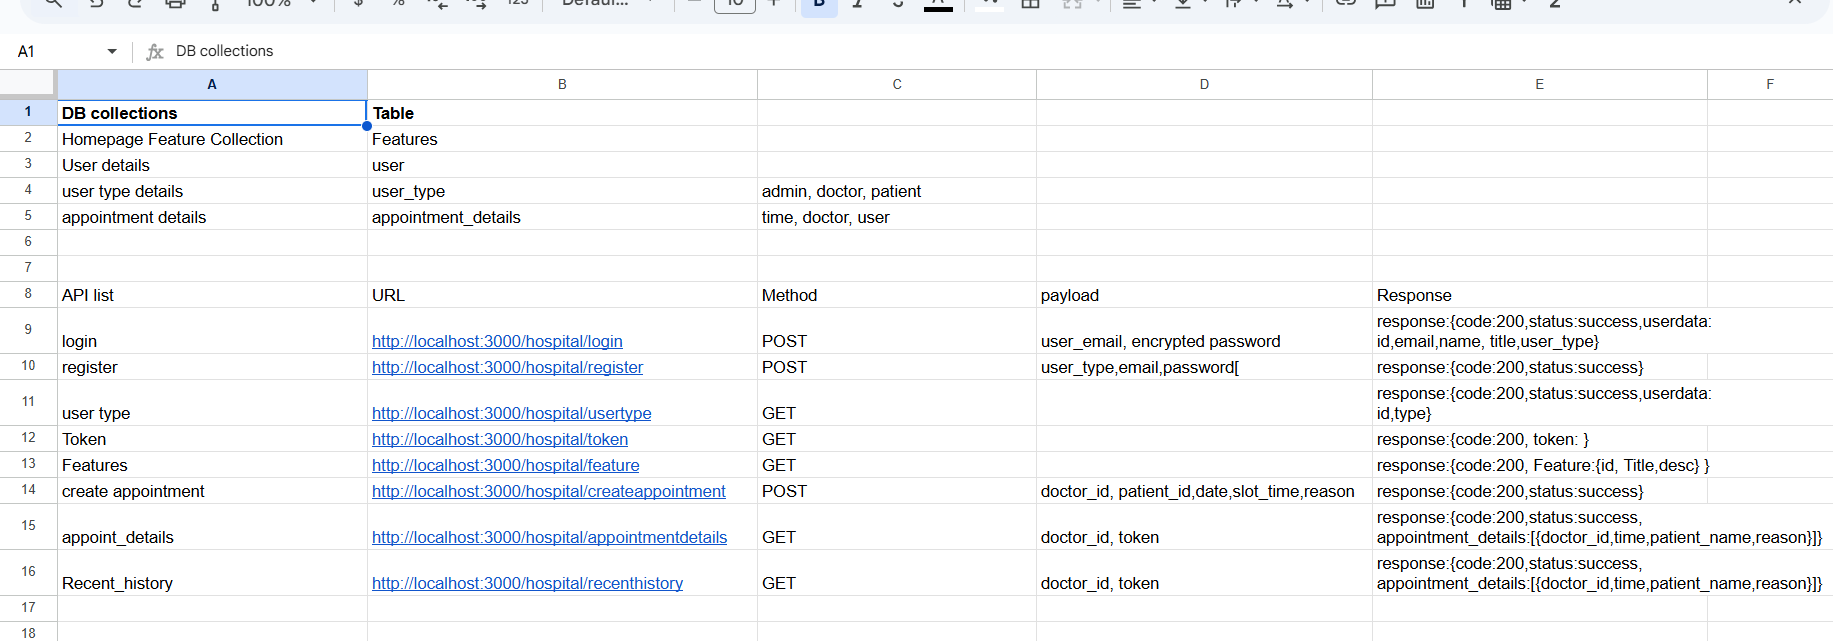 100% $ % 123 Defaul... 10 B
A1 fx DB collections
A B C D E F
1 DB collections Table
2 Homepage Feature Collection Features
3 User details user
4 user type details user_type admin, doctor, patient
5 appointment details appointment_details time, doctor, user
6
7
8 API list URL Method payload Response
9 login http://localhost:3000/hospital/login POST user_email, encrypted password response:{code:200,status:success,userdata:
id,email,name, title,user_type}
10 register http://localhost:3000/hospital/register POST user_type,email,password[ response:{code:200,status:success}
11 user type http://localhost:3000/hospital/usertype GET response:{code:200,status:success,userdata:
id,type}
12 Token http://localhost:3000/hospital/token GET response:{code:200, token: }
13 Features http://localhost:3000/hospital/feature GET response:{code:200, Feature:{id, Title,desc} }
14 create appointment http://localhost:3000/hospital/createappointment POST doctor_id, patient_id,date,slot_time,reason response:{code:200,status:success}
15 appoint_details http://localhost:3000/hospital/appointmentdetails GET doctor_id, token response:{code:200,status:success,
appointment_details:[{doctor_id,time,patient_name,reason}]}
16 Recent_history http://localhost:3000/hospital/recenthistory GET doctor_id, token response:{code:200,status:success,
appointment_details:[{doctor_id,time,patient_name,reason}]}
17
18